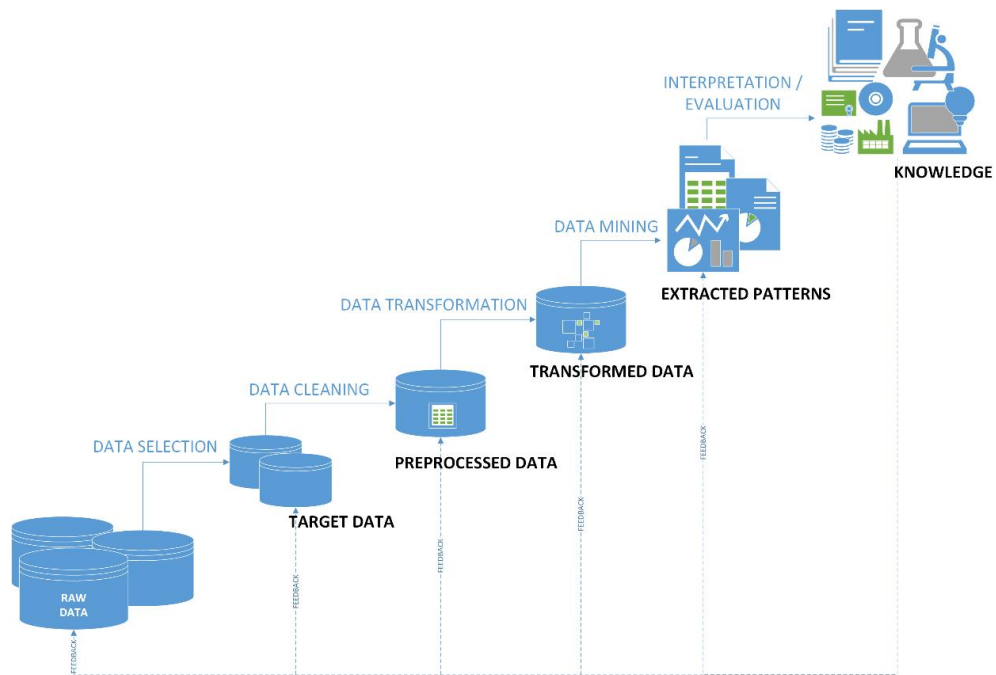 INTERPRETATION /
EVALUATION
KNOWLEDGE
DATA MINING
EXTRACTED PATTERNS
DATA TRANSFORMATION
TRANSFORMED DATA
DATA CLEANING
PREPROCESSED DATA
DATA SELECTION
TARGET DATA
RAW
DATA
FEEDBACK
FEEDBACK
FEEDBACK
FEEDBACK
FEEDBACK